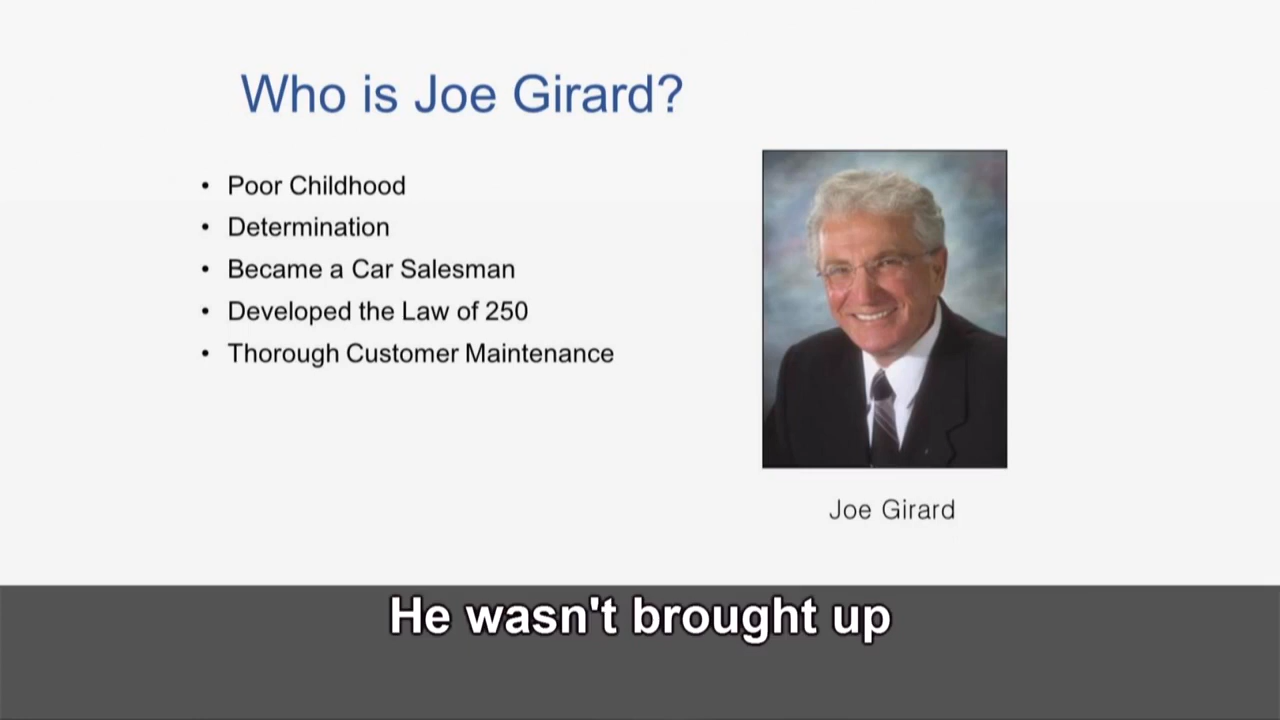 Who is Joe Girard?
• Poor Childhood
• Determination
• Became a Car Salesman
• Developed the Law of 250
• Thorough Customer Maintenance
Joe Girard
He wasn't brought up